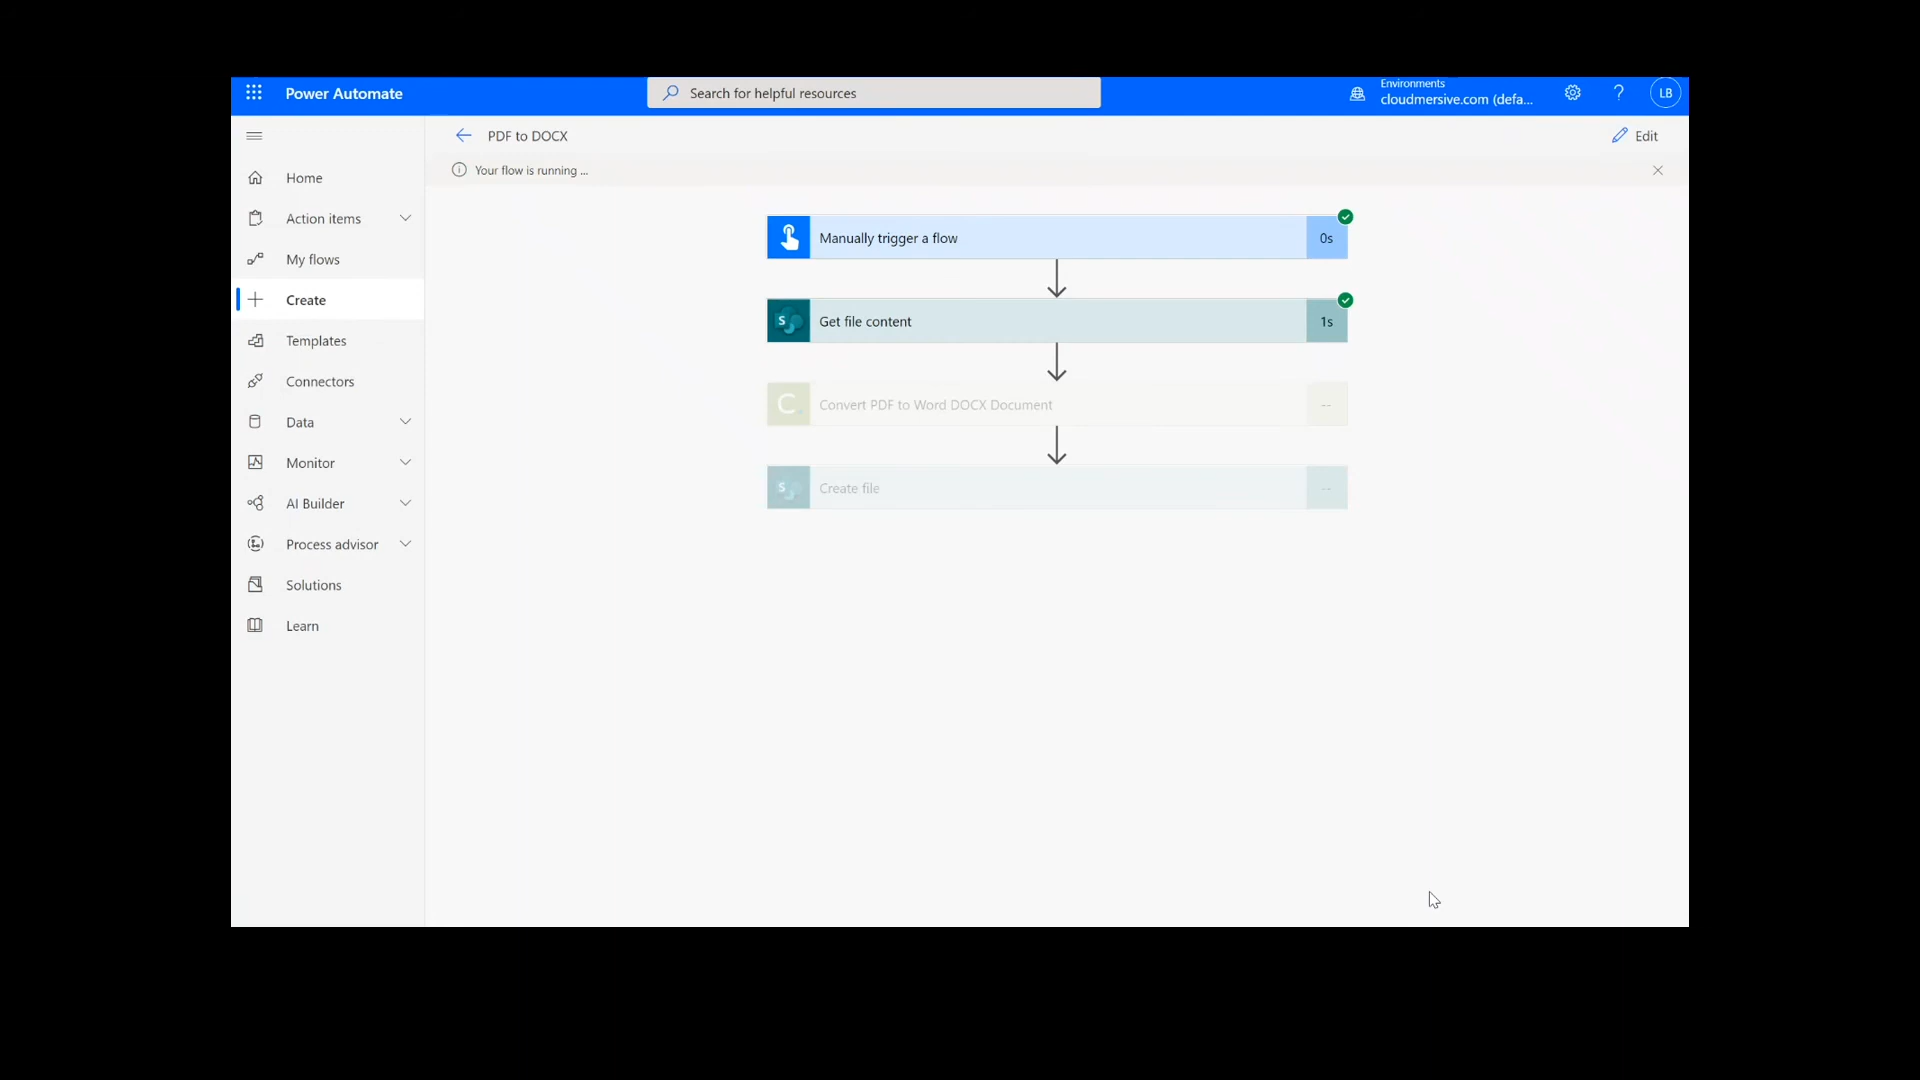 Power Automate
Search for helpful resources
Environments
cloudmersive.com (defa...
?
LB
PDF to DOCX
Edit
Your flow is running ...
Home
Action items
My flows
Create
Templates
Connectors
Data
Monitor
AI Builder
Process advisor
Solutions
Learn
Manually trigger a flow
0s
S
Get file content
1s
C.
Convert PDF to Word DOCX Document
--
S
Create file
--